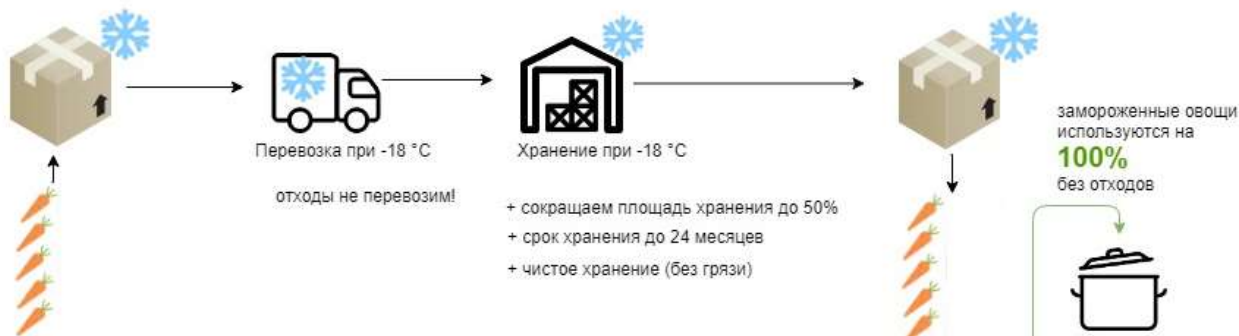 замороженные овощи
используются на
100%
без отходов
Перевозка при -18 °C
Хранение при -18 °C
отходы не перевозим!
+ сокращаем площадь хранения до 50%
+ срок хранения до 24 месяцев
+ чистое хранение (без грязи)